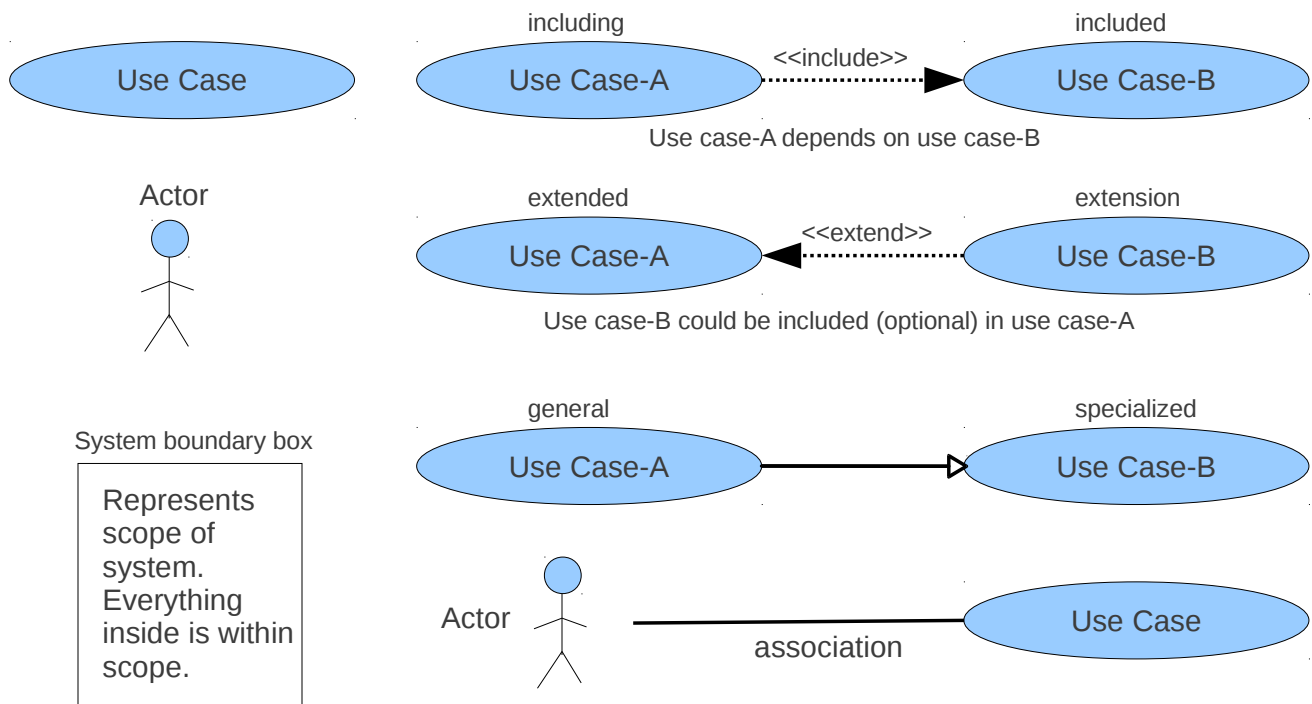 including
included
Use Case
Use Case-A
<<include>>
Use Case-B
Use case-A depends on use case-B
Actor
extended
extension
Use Case-A
<<extend>>
Use Case-B
Use case-B could be included (optional) in use case-A
general
specialized
System boundary box
Use Case-A
Use Case-B
Represents
scope of
system.
Everything
inside is within
scope.
Actor
association
Use Case